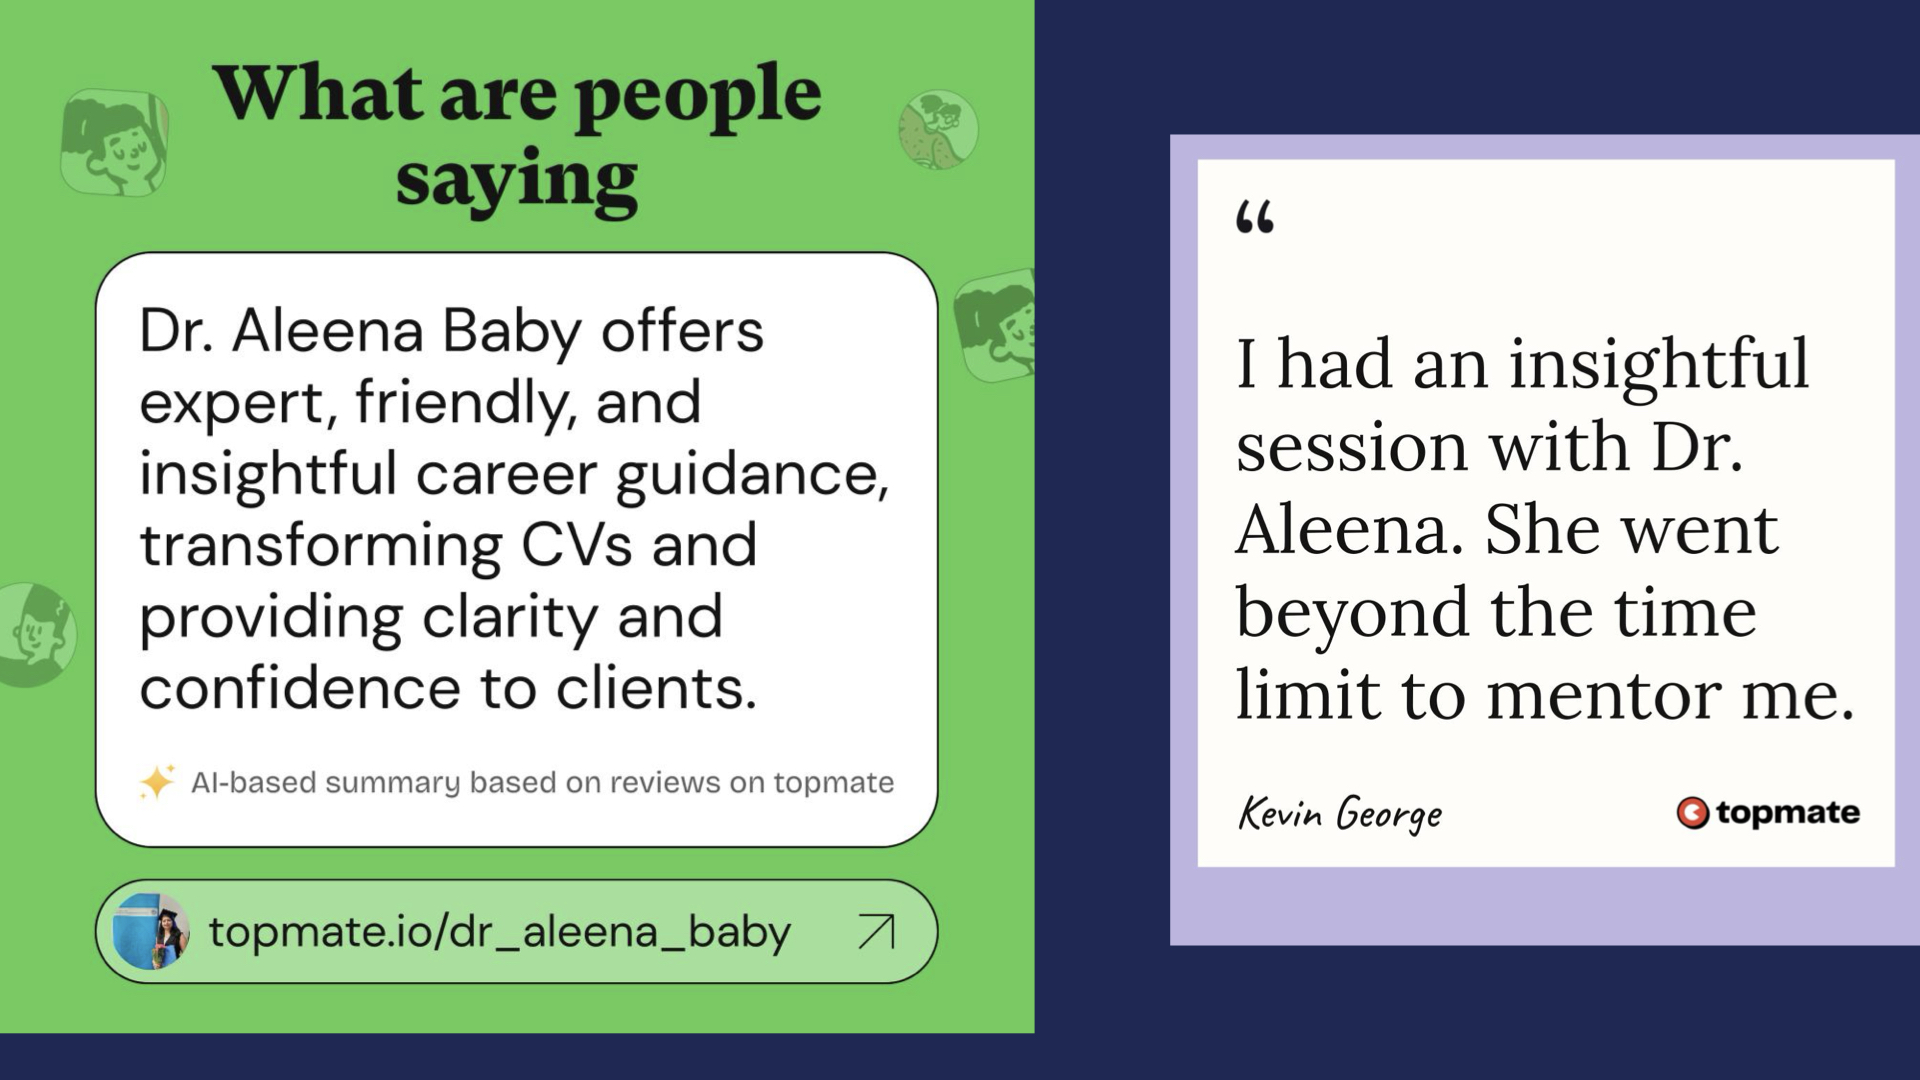 What are people
saying
Dr. Aleena Baby offers
expert, friendly, and
insightful career guidance,
transforming CVs and
providing clarity and
confidence to clients.
AI-based summary based on reviews on topmate
topmate.io/dr_aleena_baby
“
I had an insightful
session with Dr.
Aleena. She went
beyond the time
limit to mentor me.
Kevin George
topmate